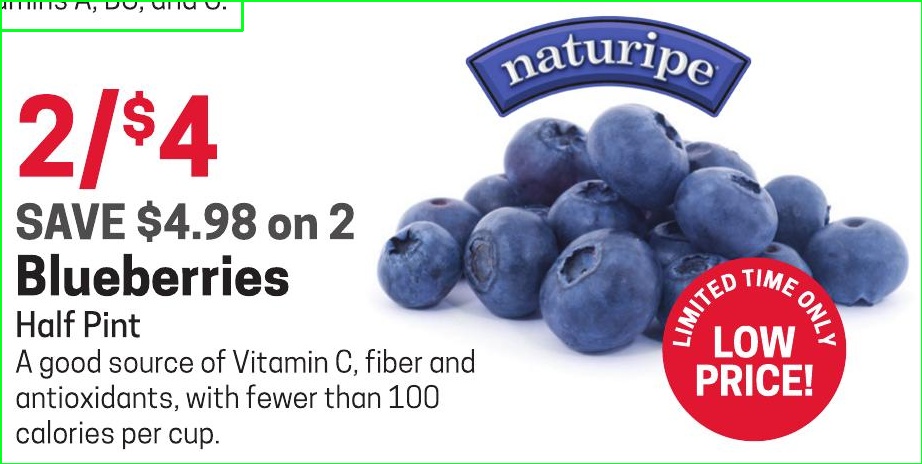 naturipe
2/$4
SAVE $4.98 on 2
Blueberries
Half Pint
A good source of Vitamin C, fiber and
antioxidants, with fewer than 100
calories per cup.
LIMITED TIME ONLY
LOW
PRICE!